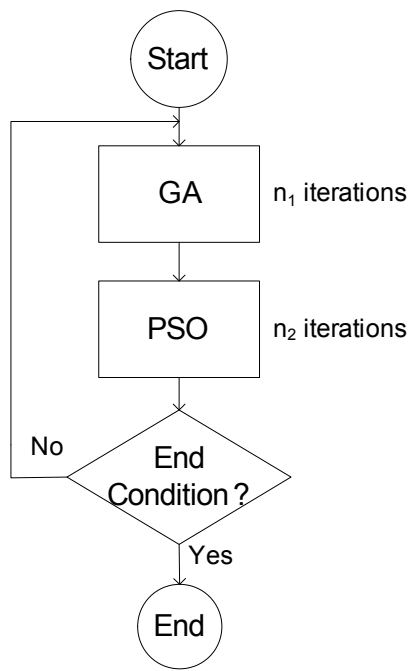 Start
GA
n₁ iterations
PSO
n₂ iterations
No
End
Condition?
Yes
End